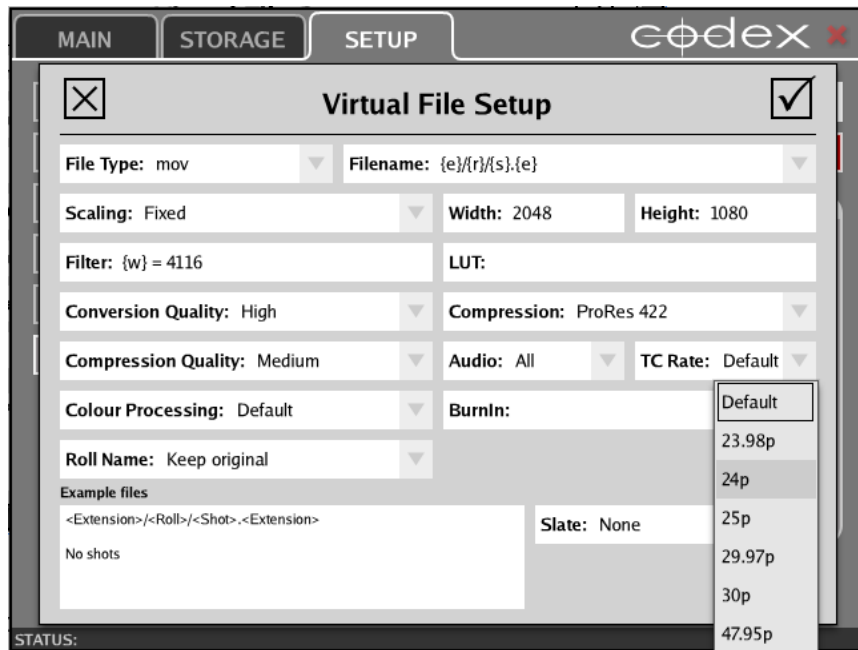 MAIN STORAGE SETUP codex
Virtual File Setup
File Type: mov Filename: {e}/{r}/{s}.{e}
Scaling: Fixed Width: 2048 Height: 1080
Filter: {w} = 4116 LUT:
Conversion Quality: High Compression: ProRes 422
Compression Quality: Medium Audio: All TC Rate: Default
Colour Processing: Default BurnIn:
Roll Name: Keep original
Default
23.98p
24p
25p
29.97p
30p
47.95p
Example files
<Extension>/<Roll>/<Shot>.<Extension>
No shots
Slate: None
STATUS: